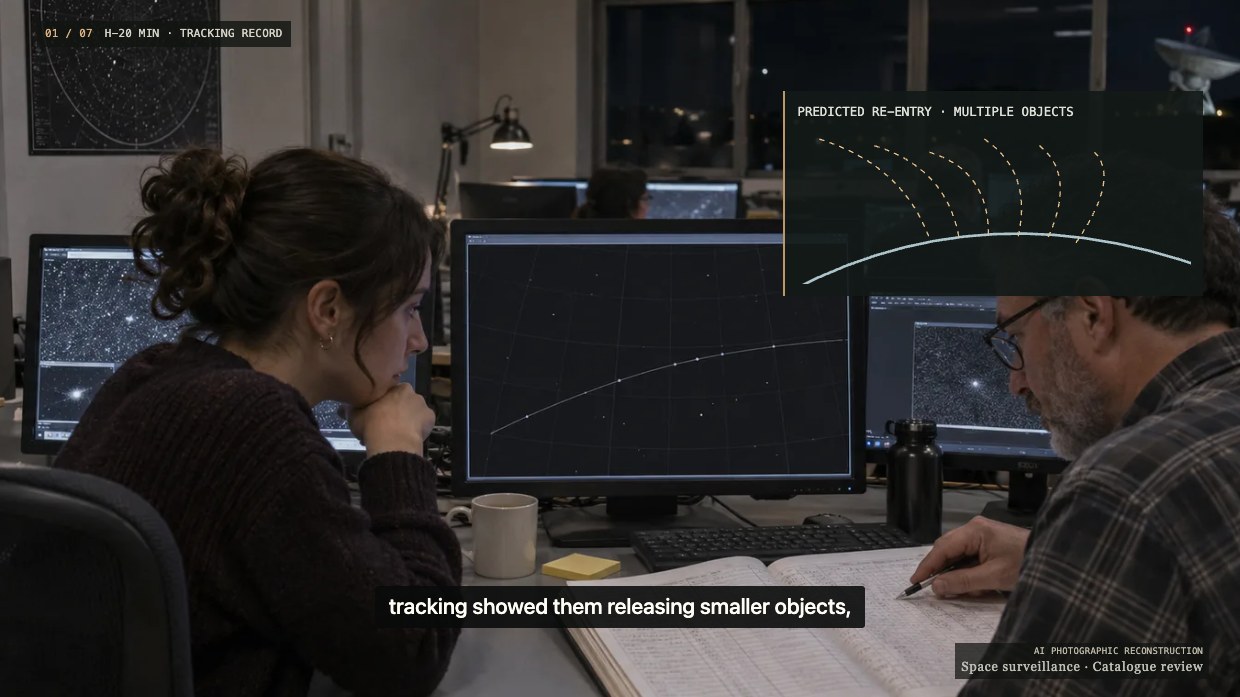 01 / 07 H−20 MIN · TRACKING RECORD
PREDICTED RE−ENTRY · MULTIPLE OBJECTS
tracking showed them releasing smaller objects,
AI PHOTOGRAPHIC RECONSTRUCTION
Space surveillance · Catalogue review